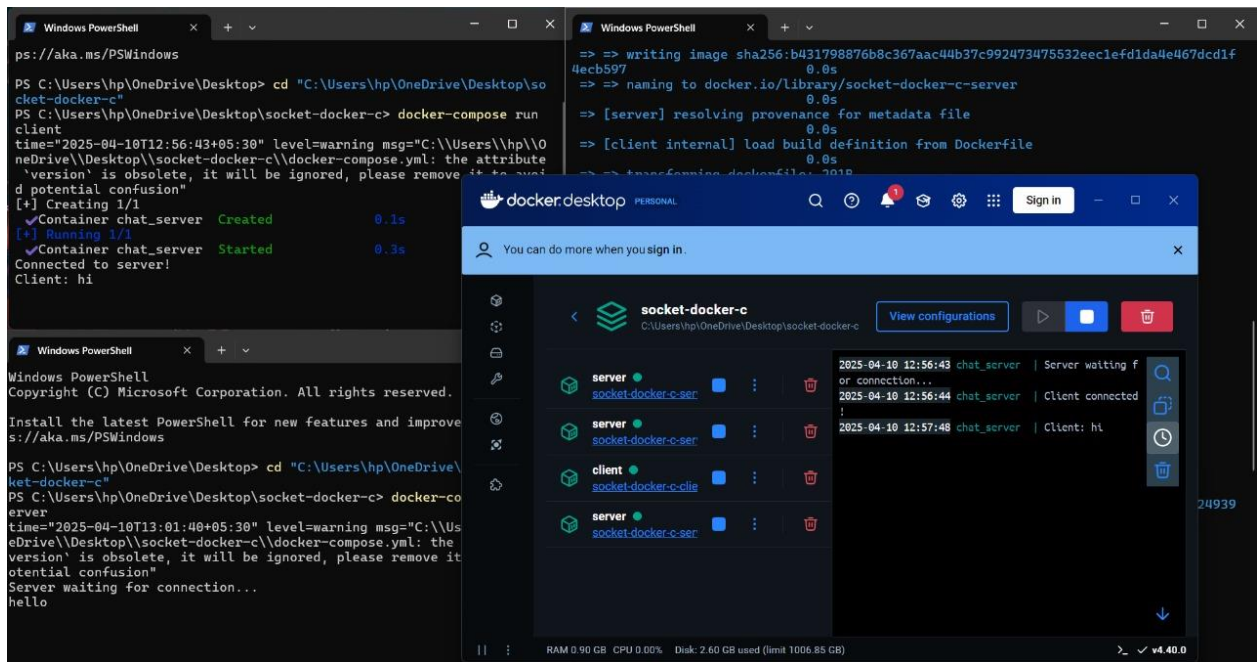 Windows PowerShell
ps://aka.ms/PSWindows
PS C:\Users\hp\OneDrive\Desktop> cd "C:\Users\hp\OneDrive\Desktop\so
cket-docker-c"
PS C:\Users\hp\OneDrive\Desktop\socket-docker-c> docker-compose run
client
time="2025-04-10T12:56:43+05:30" level=warning msg="C:\\Users\\hp\\O
neDrive\\Desktop\\socket-docker-c\\docker-compose.yml: the attribute
`version` is obsolete, it will be ignored, please remove it to avoi
d potential confusion"
[+] Creating 1/1
✔Container chat_server Created 0.1s
[+] Running 1/1
✔Container chat_server Started 0.3s
Connected to server!
Client: hi
Windows PowerShell
=> => writing image sha256:b431798876b8c367aac44b37c992473475532eec1efd1da4e467dcd1f
4ecb597 0.0s
=> => naming to docker.io/library/socket-docker-c-server
0.0s
=> [server] resolving provenance for metadata file
0.0s
=> [client internal] load build definition from Dockerfile
0.0s
=> => transferring dockerfile: 291B
24939
Windows PowerShell
Windows PowerShell
Copyright (C) Microsoft Corporation. All rights reserved.
Install the latest PowerShell for new features and improve
s://aka.ms/PSWindows
PS C:\Users\hp\OneDrive\Desktop> cd "C:\Users\hp\OneDrive\
ket-docker-c"
PS C:\Users\hp\OneDrive\Desktop\socket-docker-c> docker-co
erver
time="2025-04-10T13:01:40+05:30" level=warning msg="C:\\Us
eDrive\\Desktop\\socket-docker-c\\docker-compose.yml: the
version` is obsolete, it will be ignored, please remove it
otential confusion"
Server waiting for connection...
hello
docker.desktop PERSONAL
1
Sign in
You can do more when you sign in.
socket-docker-c
C:\Users\hp\OneDrive\Desktop\socket-docker-c
View configurations
server
socket-docker-c-ser
server
socket-docker-c-ser
client
socket-docker-c-clie
server
socket-docker-c-ser
2025-04-10 12:56:43 chat_server | Server waiting f
or connection...
2025-04-10 12:56:44 chat_server | Client connected
!
2025-04-10 12:57:48 chat_server | Client: hi
RAM 0.90 GB CPU 0.00% Disk: 2.60 GB used (limit 1006.85 GB)
v4.40.0